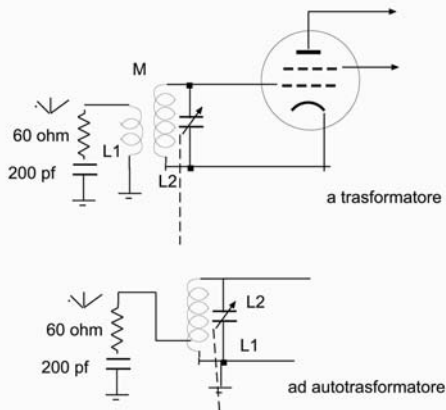 M
60 ohm
L1
200 pf
L2
a trasformatore
L2
60 ohm
L1
200 pf
ad autotrasformatore